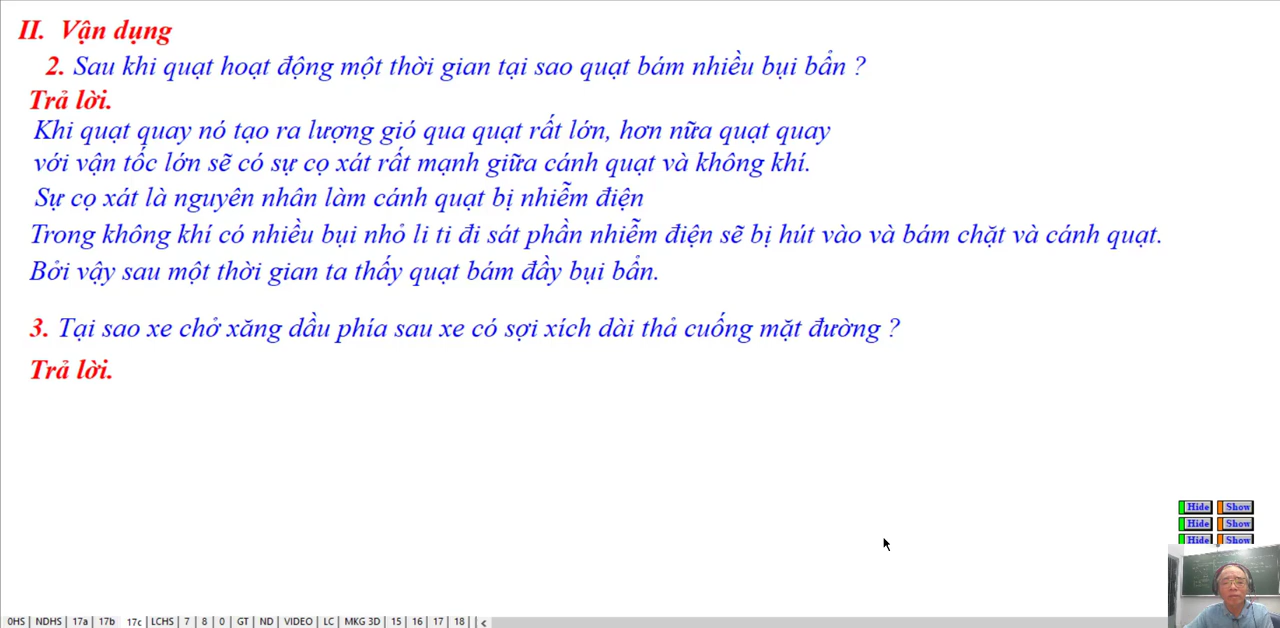 II. Vận dụng
2. Sau khi quạt hoạt động một thời gian tại sao quạt bám nhiều bụi bẩn ?
Trả lời.
Khi quạt quay nó tạo ra lượng gió qua quạt rất lớn, hơn nữa quạt quay
với vận tốc lớn sẽ có sự cọ xát rất mạnh giữa cánh quạt và không khí.
Sự cọ xát là nguyên nhân làm cánh quạt bị nhiễm điện
Trong không khí có nhiều bụi nhỏ li ti đi sát phần nhiễm điện sẽ bị hút vào và bám chặt và cánh quạt.
Bởi vậy sau một thời gian ta thấy quạt bám đầy bụi bẩn.
3. Tại sao xe chở xăng dầu phía sau xe có sợi xích dài thả cuống mặt đường ?
Trả lời.
Hide Show
Hide Show
Hide Show
0HS | NDHS | 17a | 17b | 17c | LCHS | 7 | 8 | 0 | GT | ND | VIDEO | LC | MKG 3D | 15 | 16 | 17 | 18 | | <